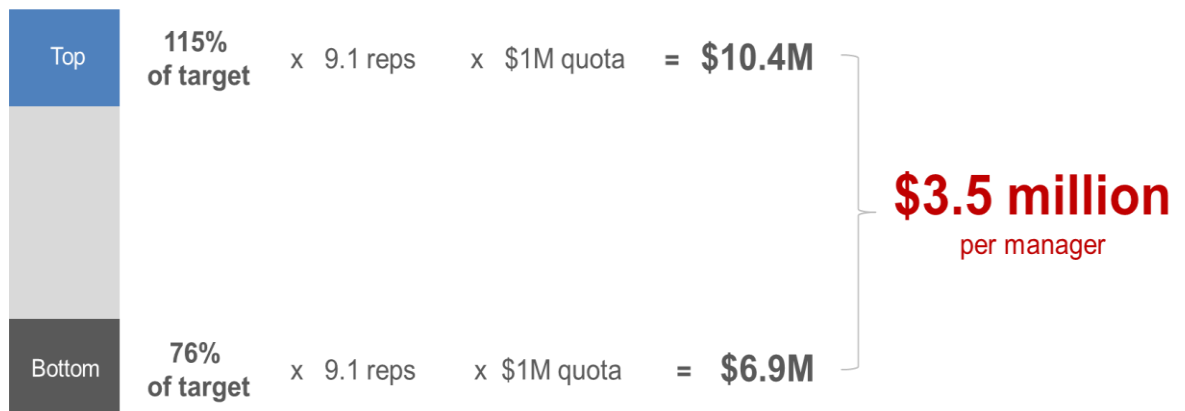 Top
115%
of target
x 9.1 reps x $1M quota = $10.4M
$3.5 million
per manager
Bottom
76%
of target
x 9.1 reps x $1M quota = $6.9M